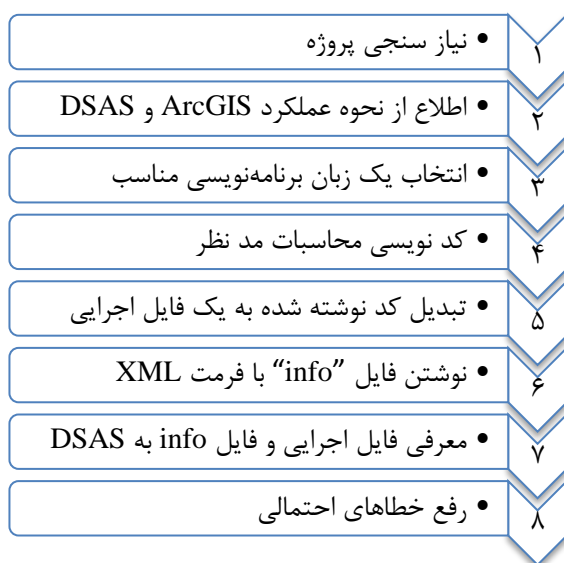 ۱ • نیاز سنجی پروژه
۲ • اطلاع از نحوه عملکرد ArcGIS و DSAS
۳ • انتخاب یک زبان برنامه‌نویسی مناسب
۴ • کد نویسی محاسبات مد نظر
۵ • تبدیل کد نوشته شده به یک فایل اجرایی
۶ • نوشتن فایل “info” با فرمت XML
۷ • معرفی فایل اجرایی و فایل info به DSAS
۸ • رفع خطاهای احتمالی